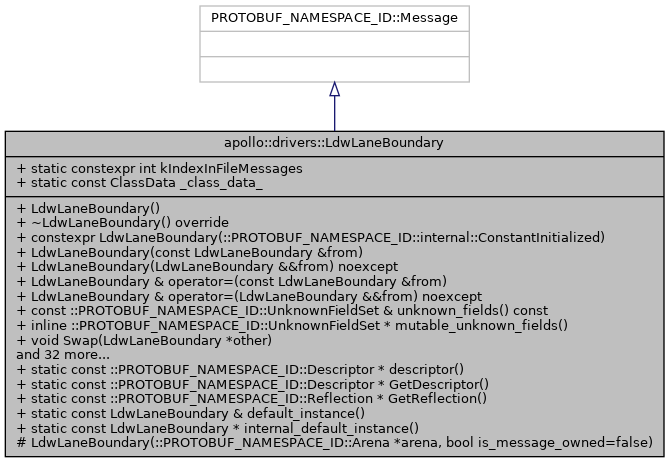 PROTOBUF_NAMESPACE_ID::Message
apollo::drivers::LdwLaneBoundary
+ static constexpr int kIndexInFileMessages
+ static const ClassData _class_data_
+ LdwLaneBoundary()
+ ~LdwLaneBoundary() override
+ constexpr LdwLaneBoundary(::PROTOBUF_NAMESPACE_ID::internal::ConstantInitialized)
+ LdwLaneBoundary(const LdwLaneBoundary &from)
+ LdwLaneBoundary(LdwLaneBoundary &&from) noexcept
+ LdwLaneBoundary & operator=(const LdwLaneBoundary &from)
+ LdwLaneBoundary & operator=(LdwLaneBoundary &&from) noexcept
+ const ::PROTOBUF_NAMESPACE_ID::UnknownFieldSet & unknown_fields() const
+ inline ::PROTOBUF_NAMESPACE_ID::UnknownFieldSet * mutable_unknown_fields()
+ void Swap(LdwLaneBoundary *other)
and 32 more...
+ static const ::PROTOBUF_NAMESPACE_ID::Descriptor * descriptor()
+ static const ::PROTOBUF_NAMESPACE_ID::Descriptor * GetDescriptor()
+ static const ::PROTOBUF_NAMESPACE_ID::Reflection * GetReflection()
+ static const LdwLaneBoundary & default_instance()
+ static const LdwLaneBoundary * internal_default_instance()
# LdwLaneBoundary(::PROTOBUF_NAMESPACE_ID::Arena *arena, bool is_message_owned=false)